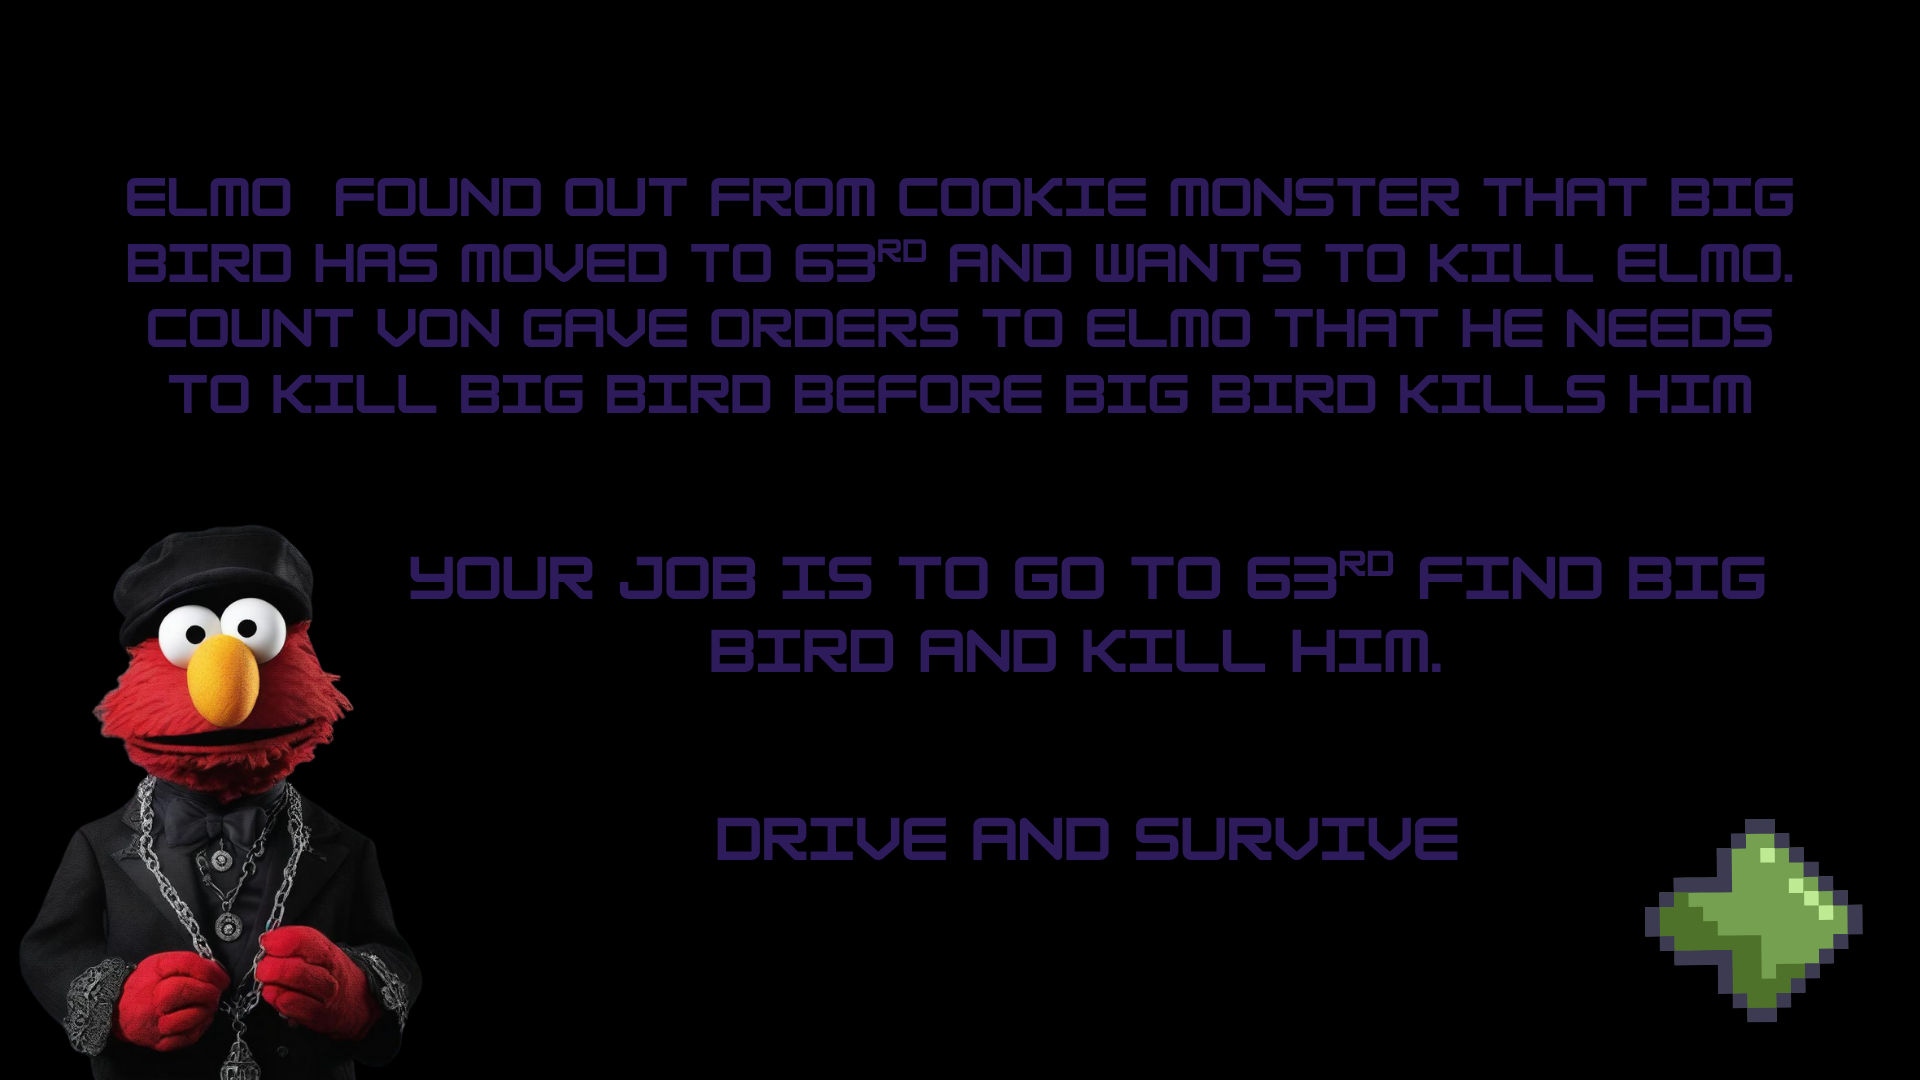 ELMO  FOUND OUT FROM COOKIE MONSTER THAT BIG
BIRD HAS MOVED TO 63RD AND WANTS TO KILL ELMO.
COUNT VON GAVE ORDERS TO ELMO THAT HE NEEDS
TO KILL BIG BIRD BEFORE BIG BIRD KILLS HIM
YOUR JOB IS TO GO TO 63RD FIND BIG
BIRD AND KILL HIM.
DRIVE AND SURVIVE